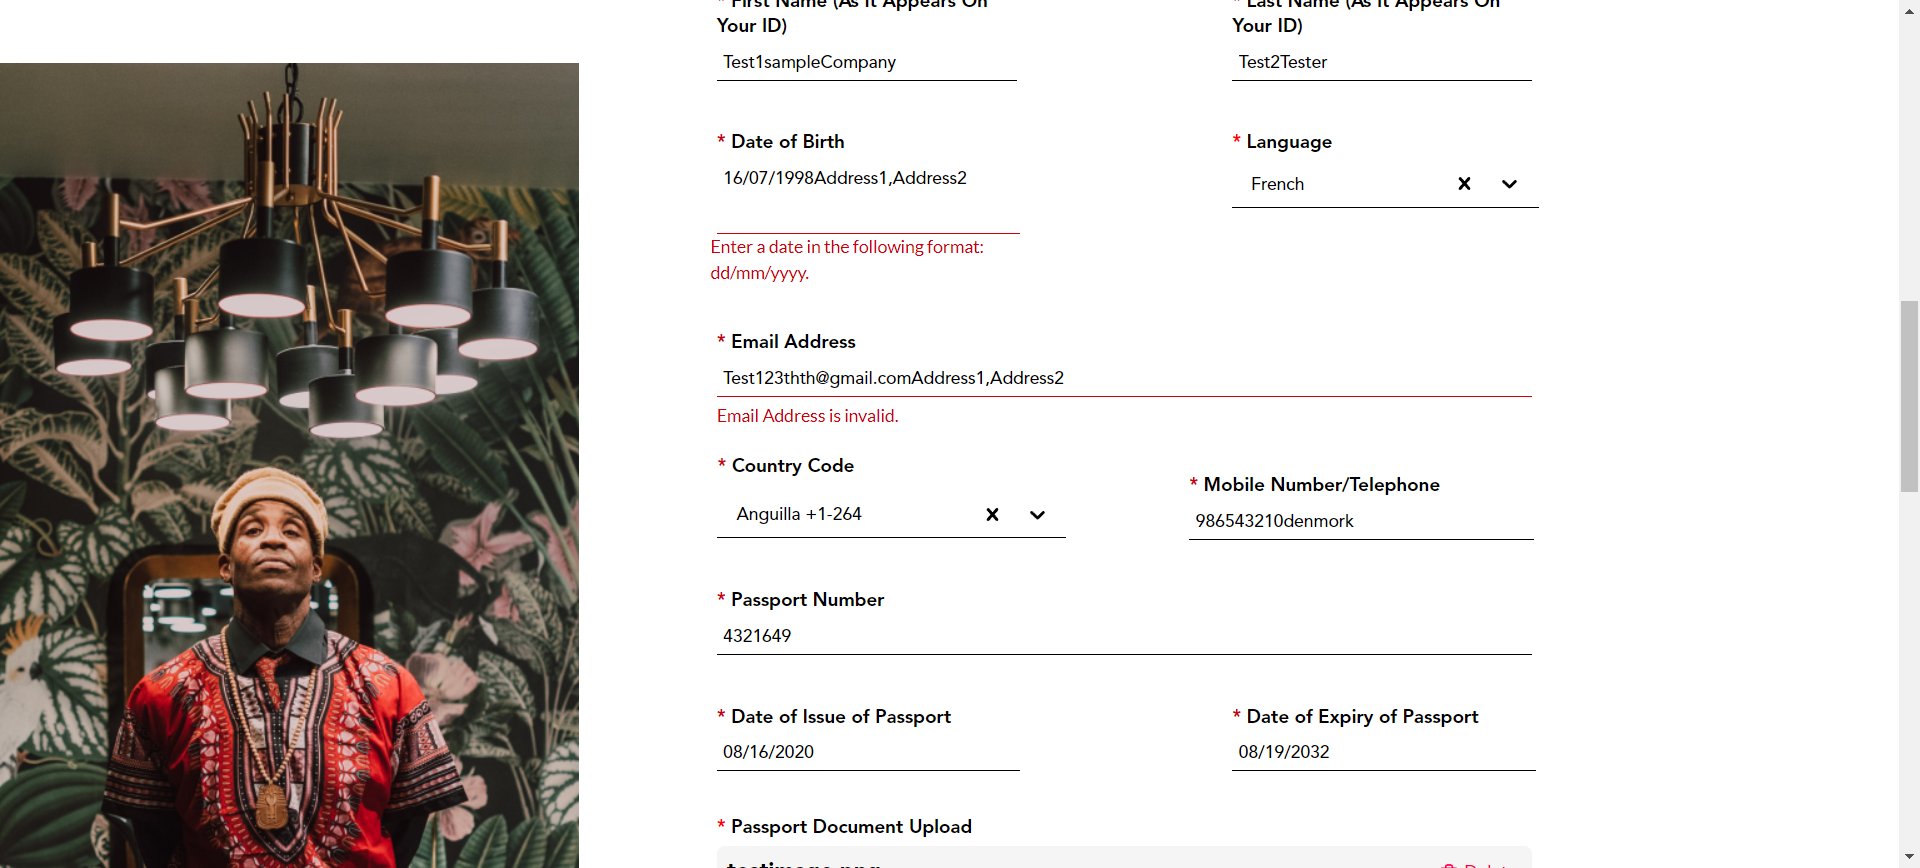 * First Name (As It Appears On
Your ID)
Test1sampleCompany
* Last Name (As It Appears On
Your ID)
Test2Tester
* Date of Birth
16/07/1998Address1,Address2
Enter a date in the following format:
dd/mm/yyyy.
* Language
French
* Email Address
Test123thth@gmail.comAddress1,Address2
Email Address is invalid.
* Country Code
Anguilla +1-264
* Mobile Number/Telephone
986543210denmork
* Passport Number
4321649
* Date of Issue of Passport
08/16/2020
* Date of Expiry of Passport
08/19/2032
* Passport Document Upload
testimage.png
Delete